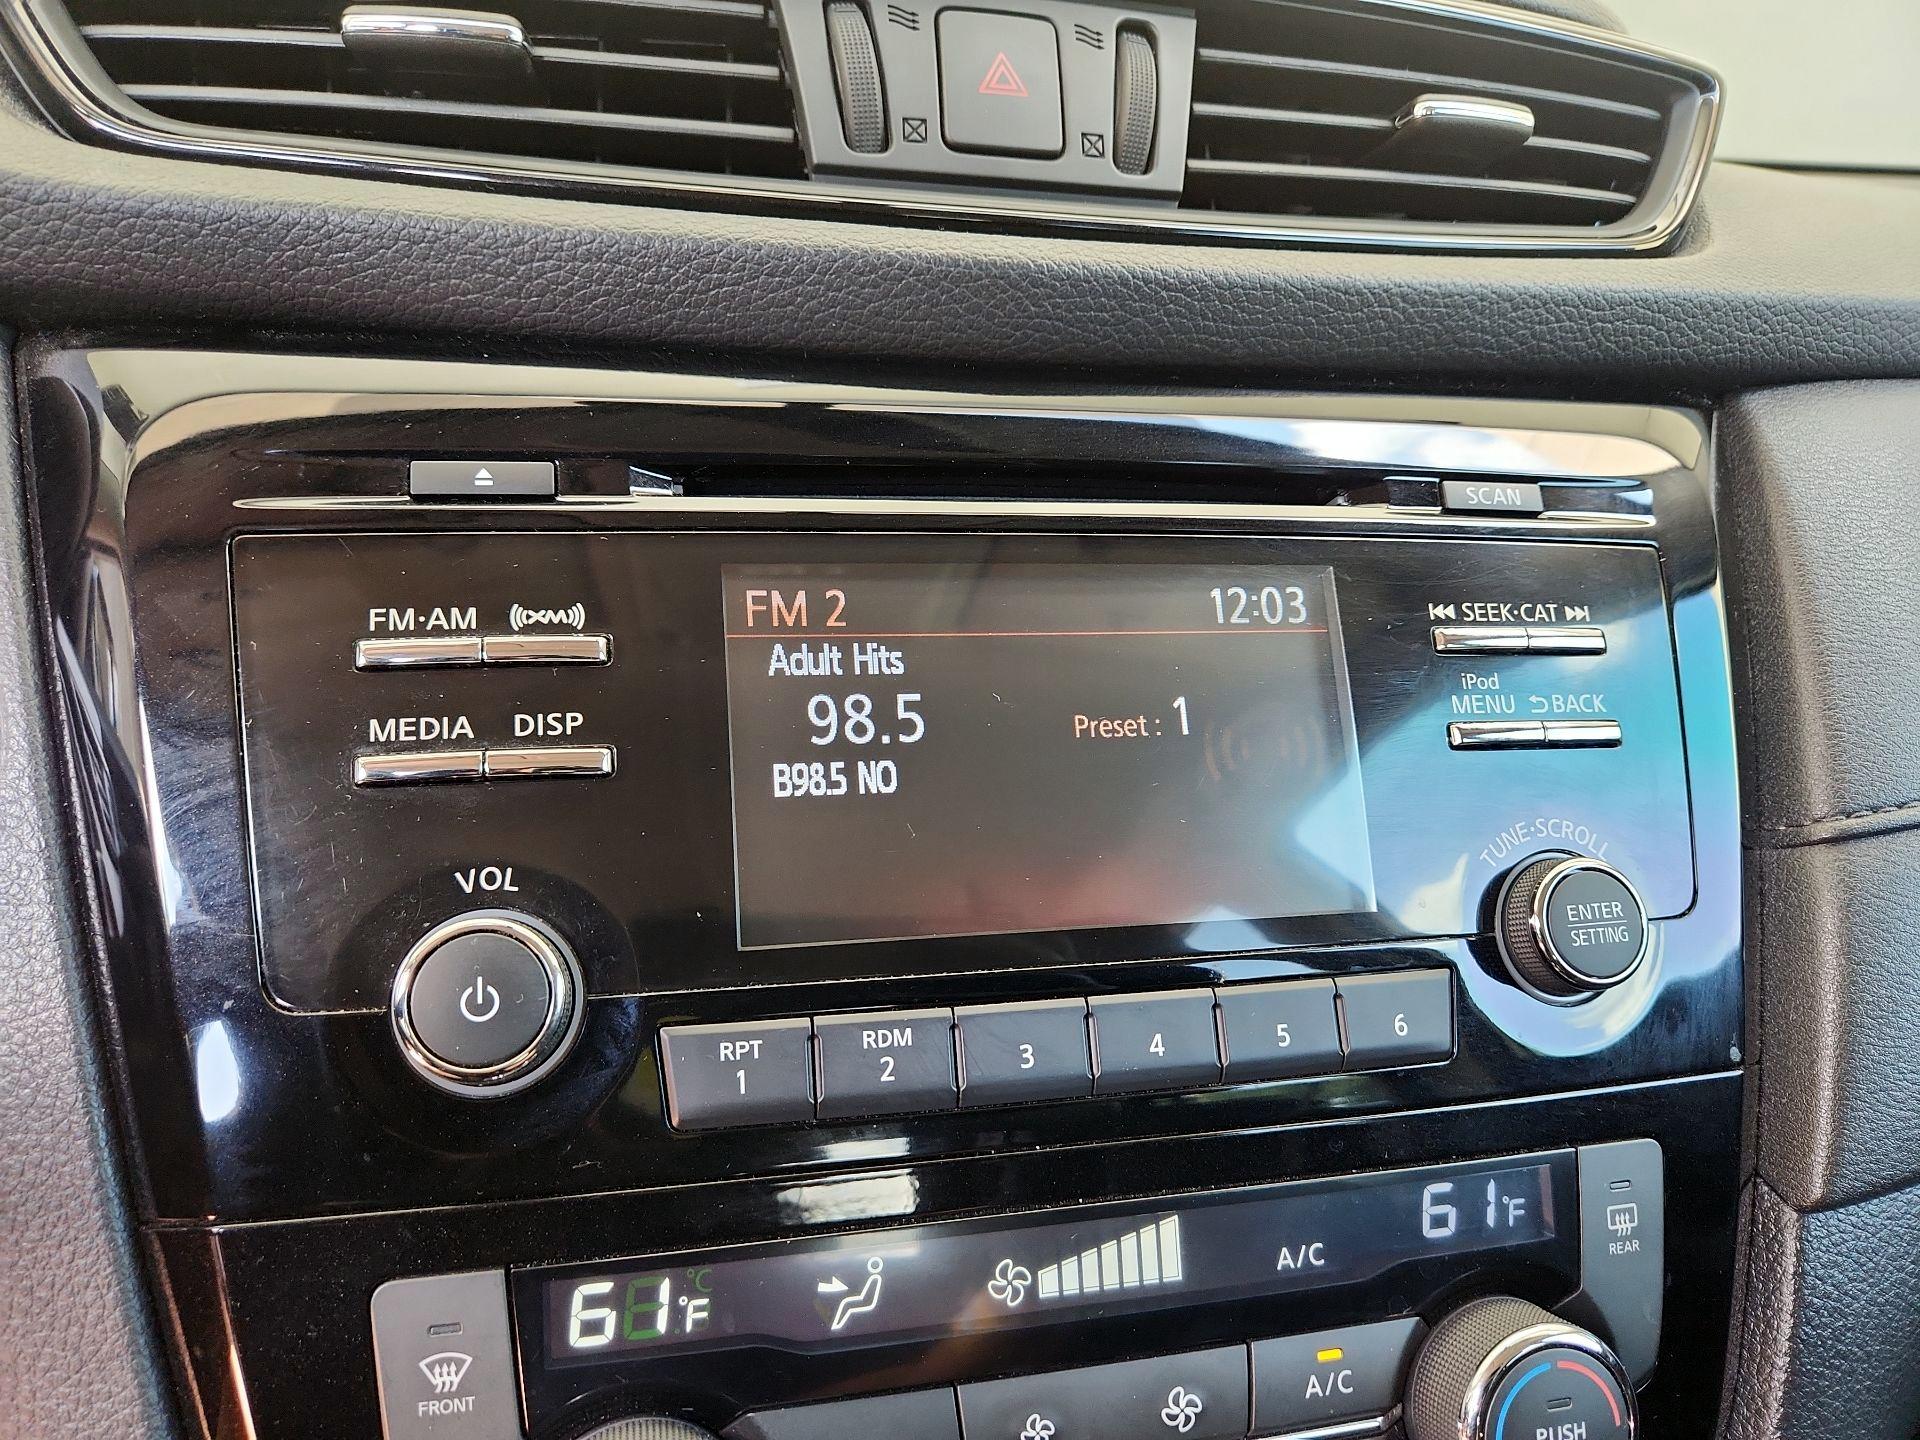 SCAN
FM·AM (((XM)))
FM 2 12:03
SEEK·CAT
Adult Hits
98.5
Preset : 1
B98.5 NO
iPod
MENU BACK
MEDIA DISP
TUNE·SCROLL
VOL
ENTER
SETTING
RPT
1
RDM
2
3
4
5
6
61°F
A/C
61°F
REAR
FRONT
A/C
PUSH